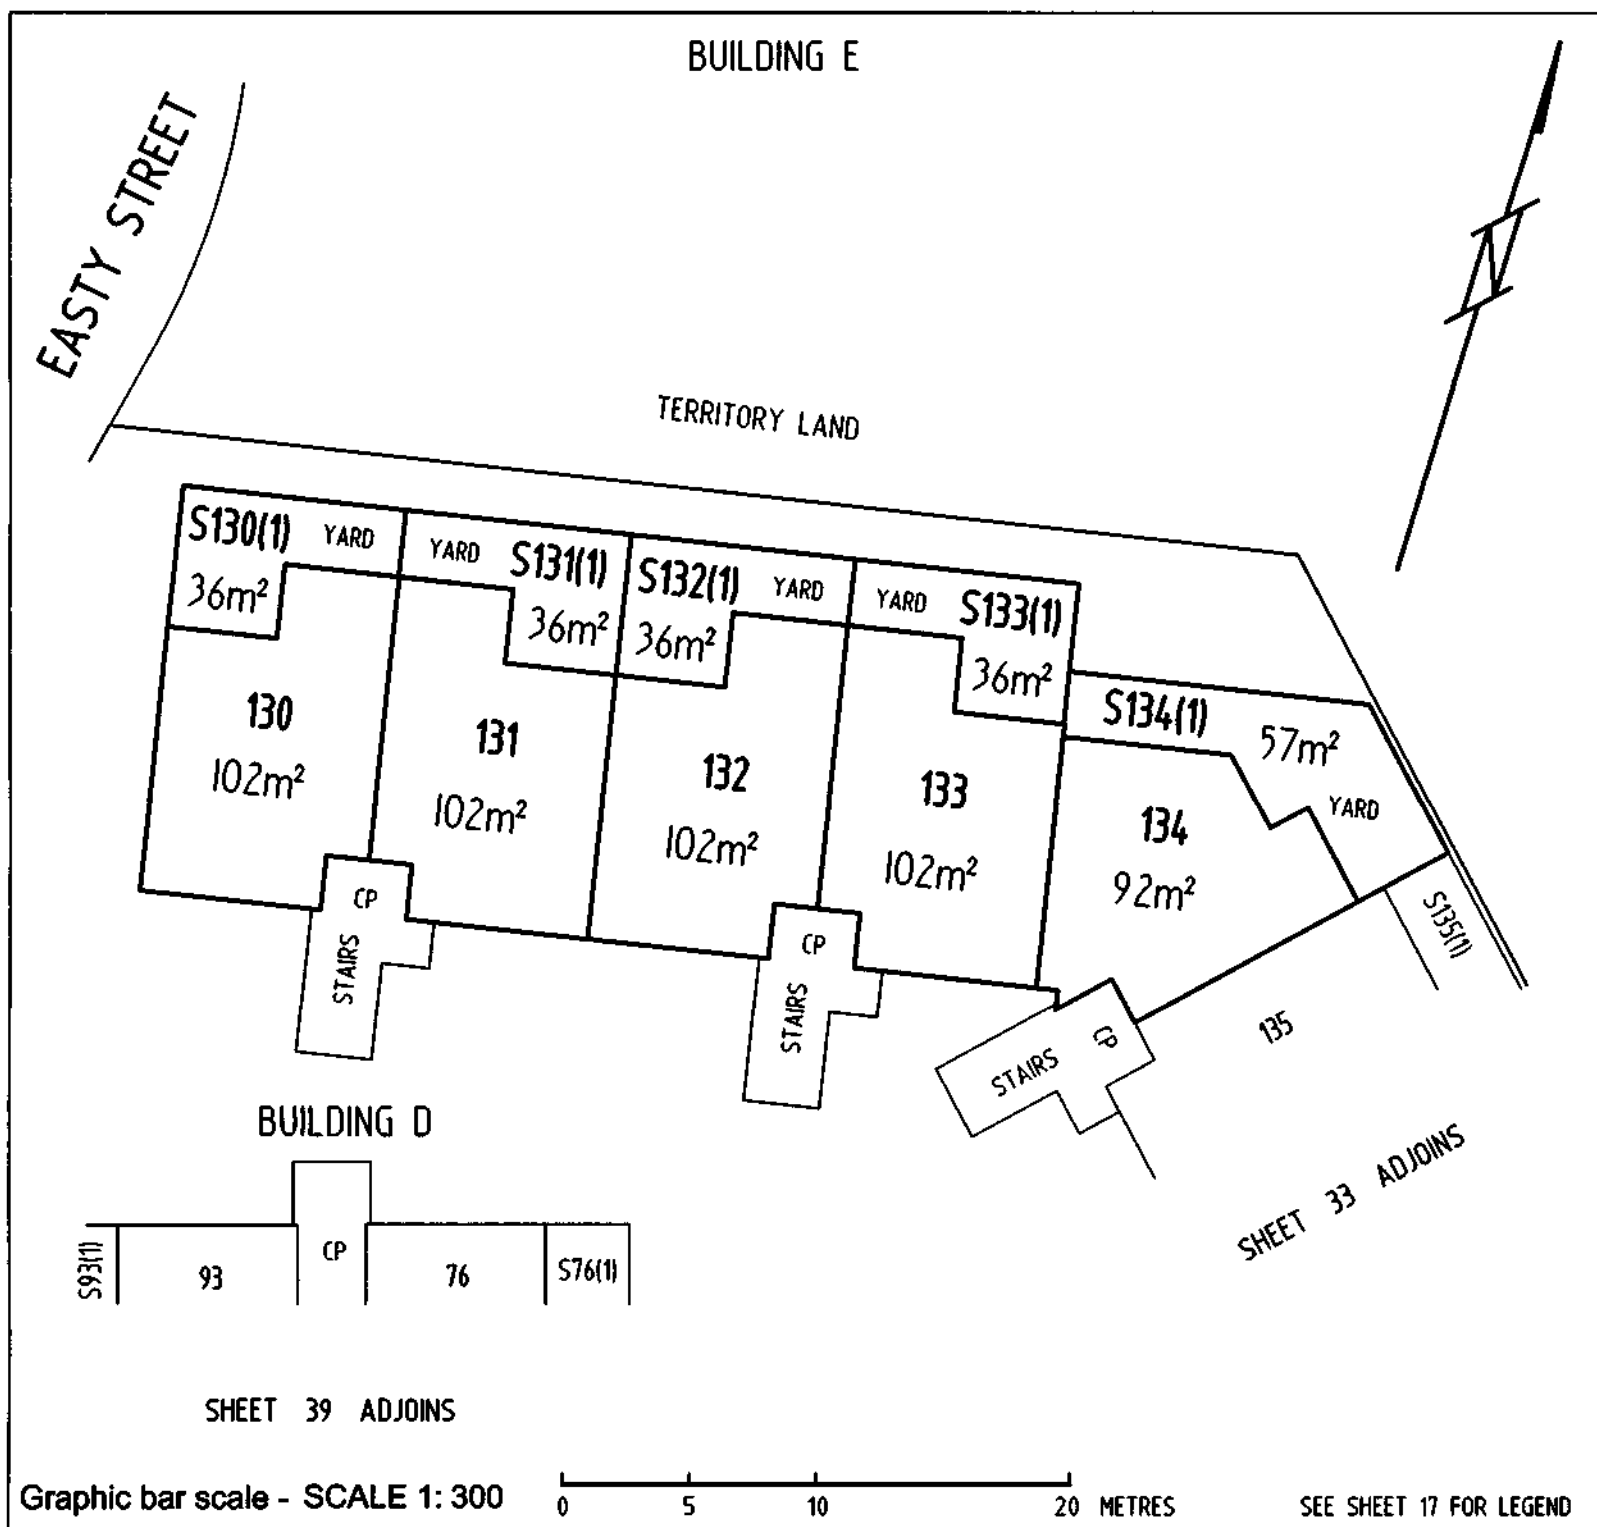 BUILDING E
EASTY STREET
TERRITORY LAND
S130(1) YARD
36m²
YARD S131(1)
36m²
S132(1) YARD
36m²
YARD S133(1)
36m²
S134(1) 57m²
YARD
130
102m²
131
102m²
132
102m²
133
102m²
134
92m²
S135(1)
CP
STAIRS
CP
STAIRS
CP
STAIRS
135
BUILDING D
SHEET 33 ADJOINS
S93(1) 93 CP 76 S76(1)
SHEET 39 ADJOINS
Graphic bar scale - SCALE 1: 300
0 5 10 20 METRES
SEE SHEET 17 FOR LEGEND
N